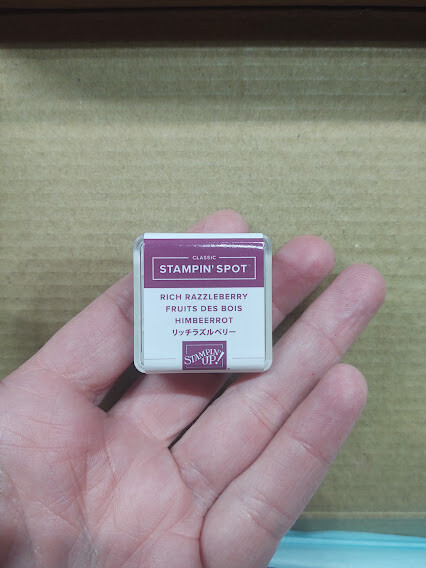 CLASSIC
STAMPIN' SPOT
RICH RAZZLEBERRY
FRUITS DES BOIS
HIMBEERROT
リッチラズルベリー
STAMPIN'
UP!